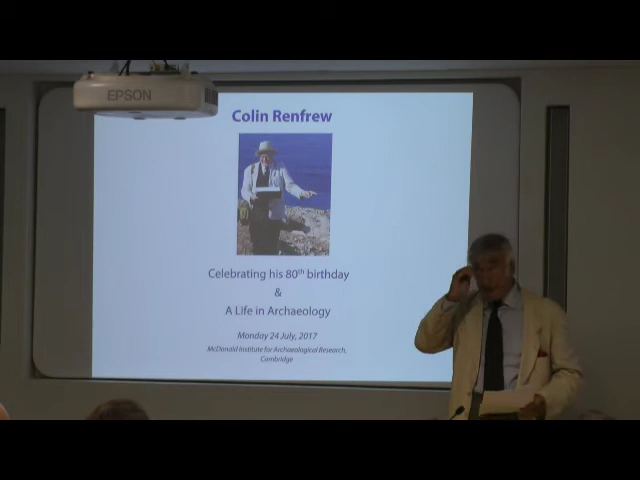 EPSON
Colin Renfrew
Celebrating his 80th birthday
&
A Life in Archaeology
Monday 24 July, 2017
McDonald Institute for Archaeological Research,
Cambridge